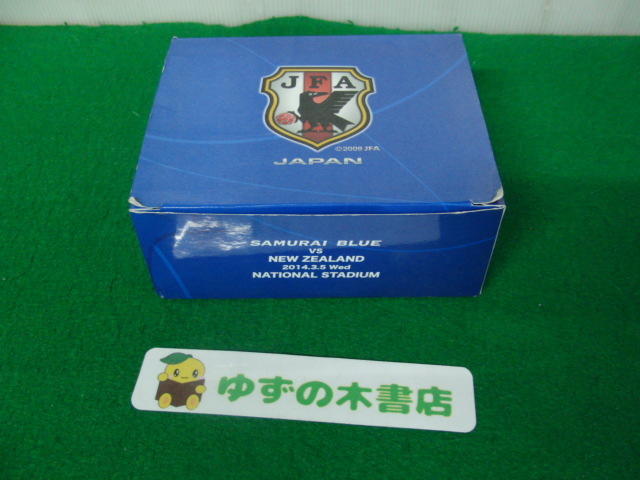 JFA
©2009 JFA
JAPAN
SAMURAI BLUE
VS
NEW ZEALAND
2014.3.5 Wed
NATIONAL STADIUM
ゆずの木書店